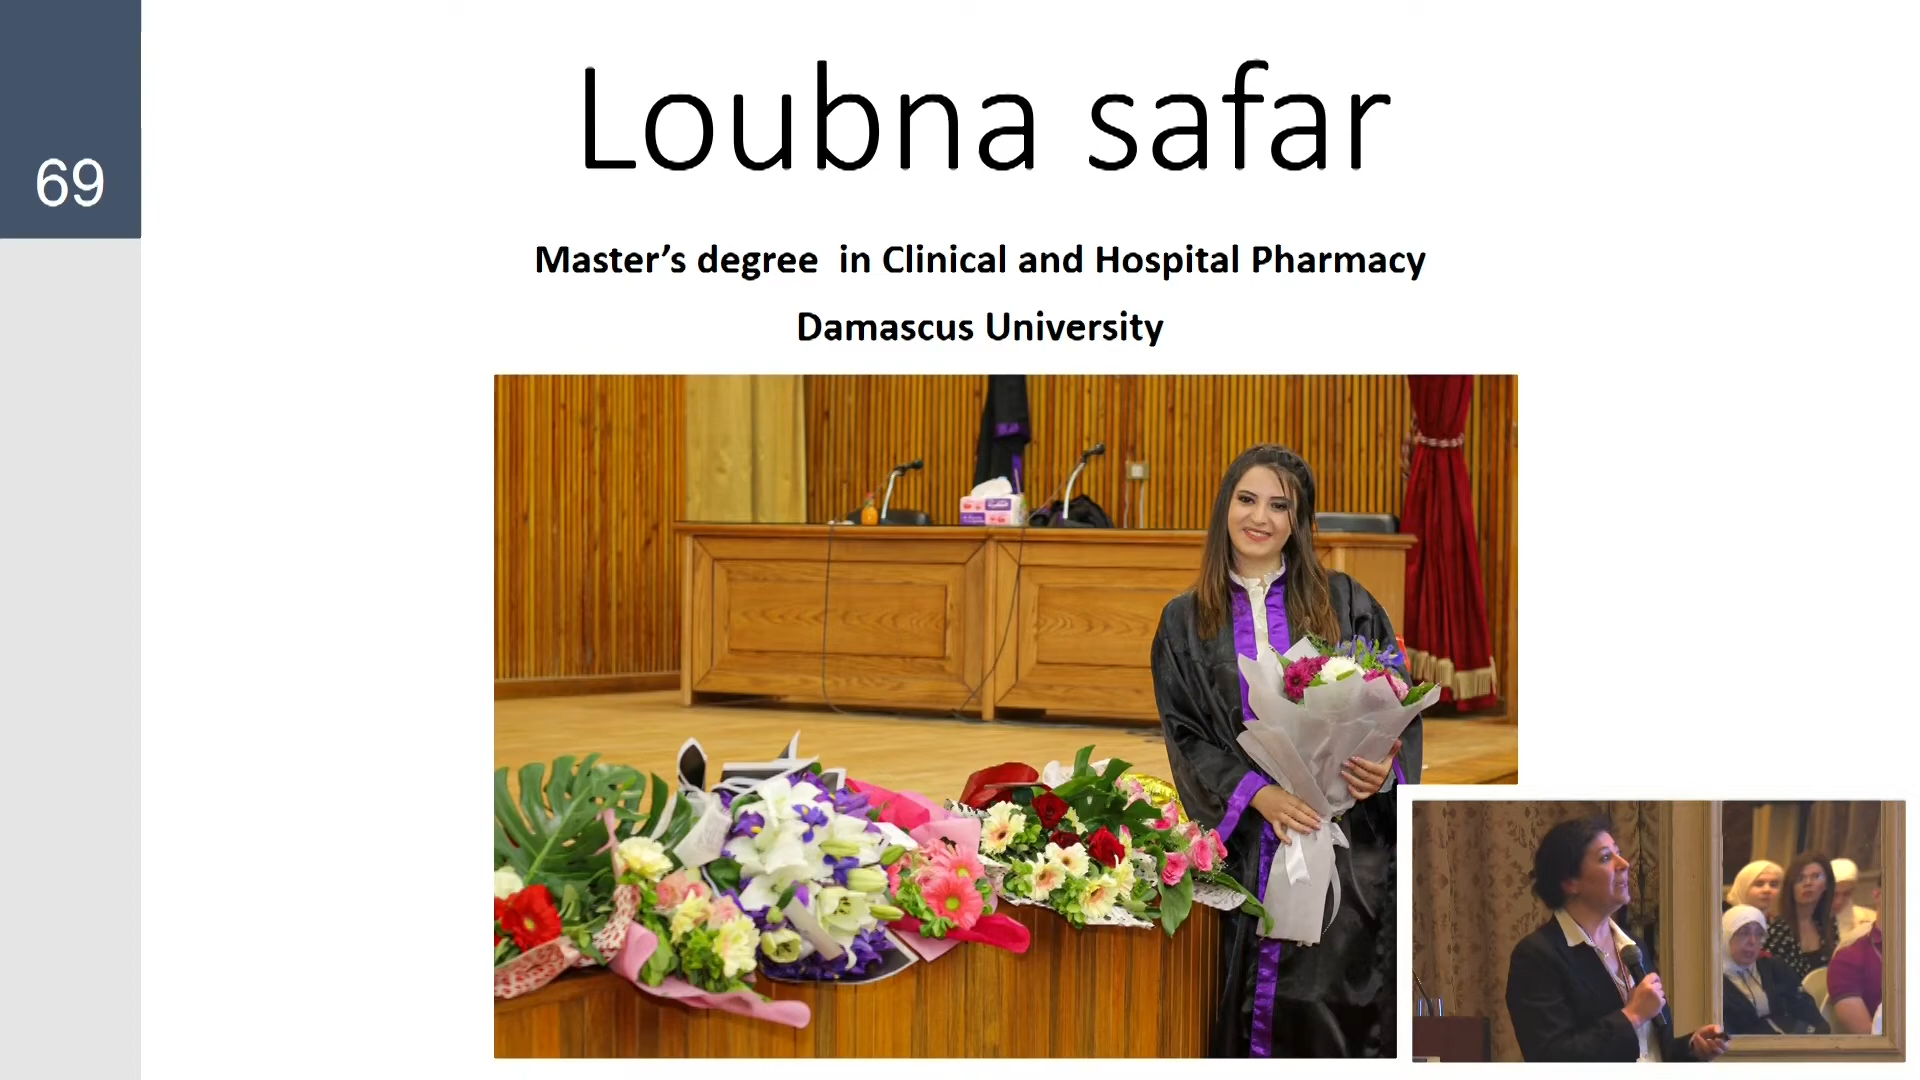 69
Loubna safar
Master’s degree in Clinical and Hospital Pharmacy
Damascus University